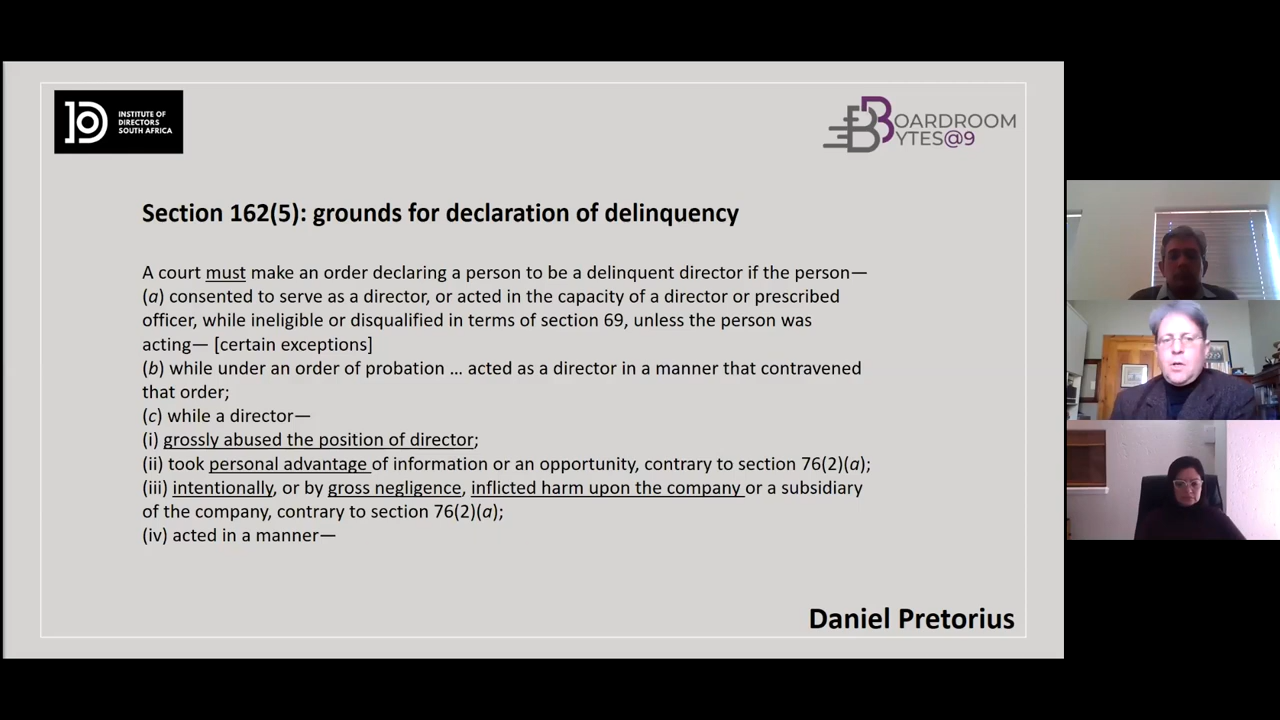 INSTITUTE OF
DIRECTORS
SOUTH AFRICA
BOARDROOM
BYTES@9
Section 162(5): grounds for declaration of delinquency
A court must make an order declaring a person to be a delinquent director if the person—
(a) consented to serve as a director, or acted in the capacity of a director or prescribed
officer, while ineligible or disqualified in terms of section 69, unless the person was
acting— [certain exceptions]
(b) while under an order of probation … acted as a director in a manner that contravened
that order;
(c) while a director—
(i) grossly abused the position of director;
(ii) took personal advantage of information or an opportunity, contrary to section 76(2)(a);
(iii) intentionally, or by gross negligence, inflicted harm upon the company or a subsidiary
of the company, contrary to section 76(2)(a);
(iv) acted in a manner—
Daniel Pretorius